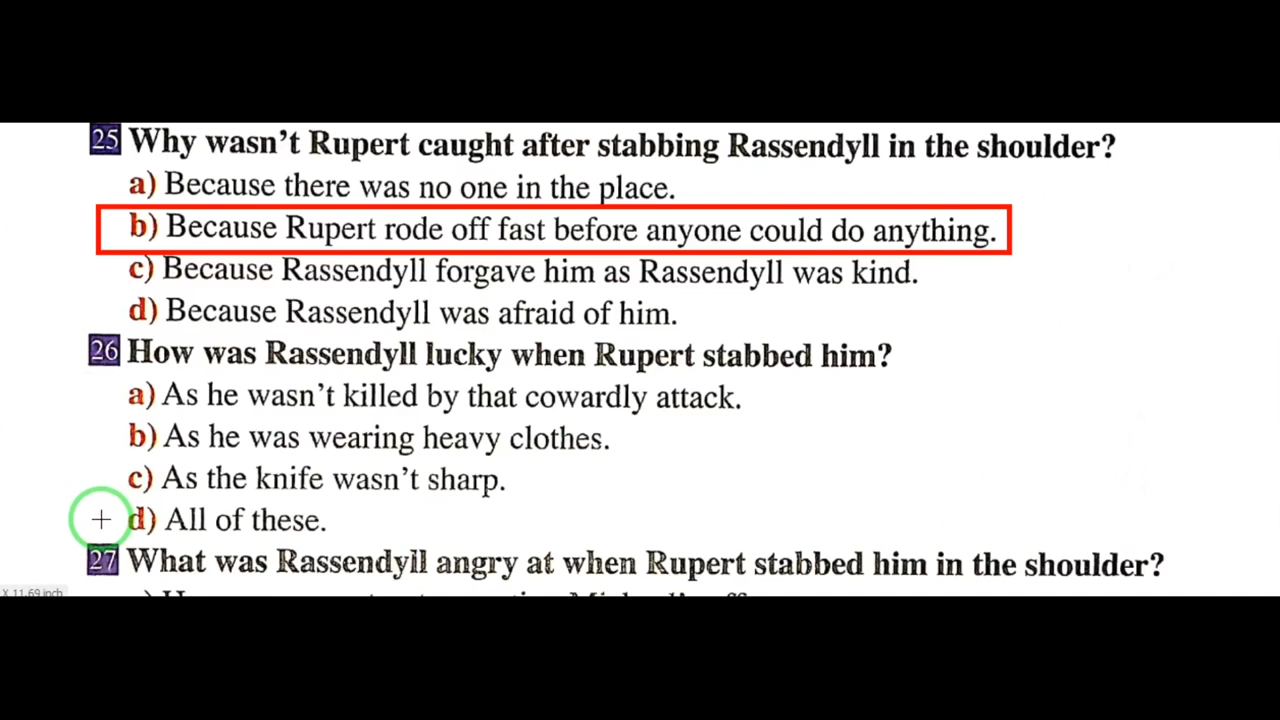 25 Why wasn't Rupert caught after stabbing Rassendyll in the shoulder?
a) Because there was no one in the place.
b) Because Rupert rode off fast before anyone could do anything.
c) Because Rassendyll forgave him as Rassendyll was kind.
d) Because Rassendyll was afraid of him.
26 How was Rassendyll lucky when Rupert stabbed him?
a) As he wasn't killed by that cowardly attack.
b) As he was wearing heavy clothes.
c) As the knife wasn't sharp.
d) All of these.
27 What was Rassendyll angry at when Rupert stabbed him in the shoulder?
X 11.69 inch